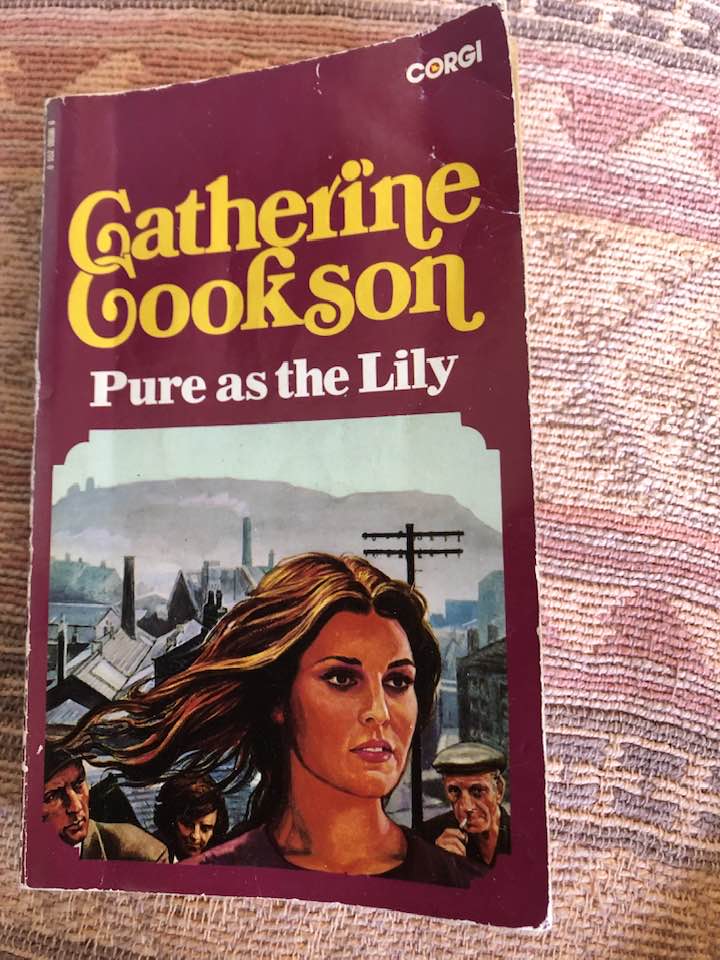 CORGI
Catherine
Cookson
Pure as the Lily